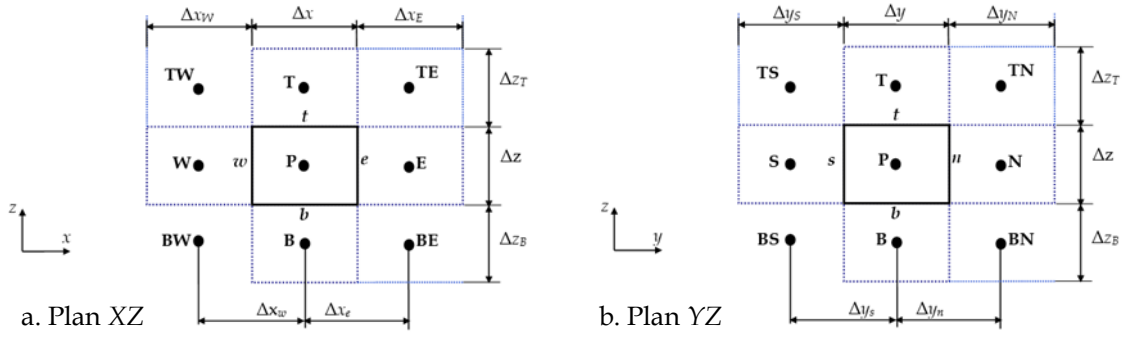 Δx_W Δx Δx_E
TW T TE Δz_T
t
W w P e E Δz
b
z
x
BW B BE Δz_B
Δx_w Δx_e
a. Plan XZ
Δy_S Δy Δy_N
TS T TN Δz_T
t
S s P n N Δz
b
z
y
BS B BN Δz_B
Δy_s Δy_n
b. Plan YZ